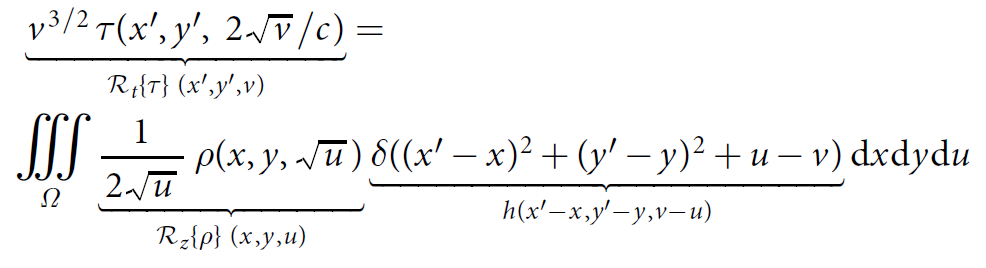 v^{3/2} τ(x′, y′, 2√v/c) =
ℛ_t{τ} (x′,y′,v)
∭_Ω 1/(2√u) ρ(x, y, √u) δ((x′ − x)² + (y′ − y)² + u − v) dxdydu
ℛ_z{ρ} (x,y,u) h(x′−x,y′−y,v−u)